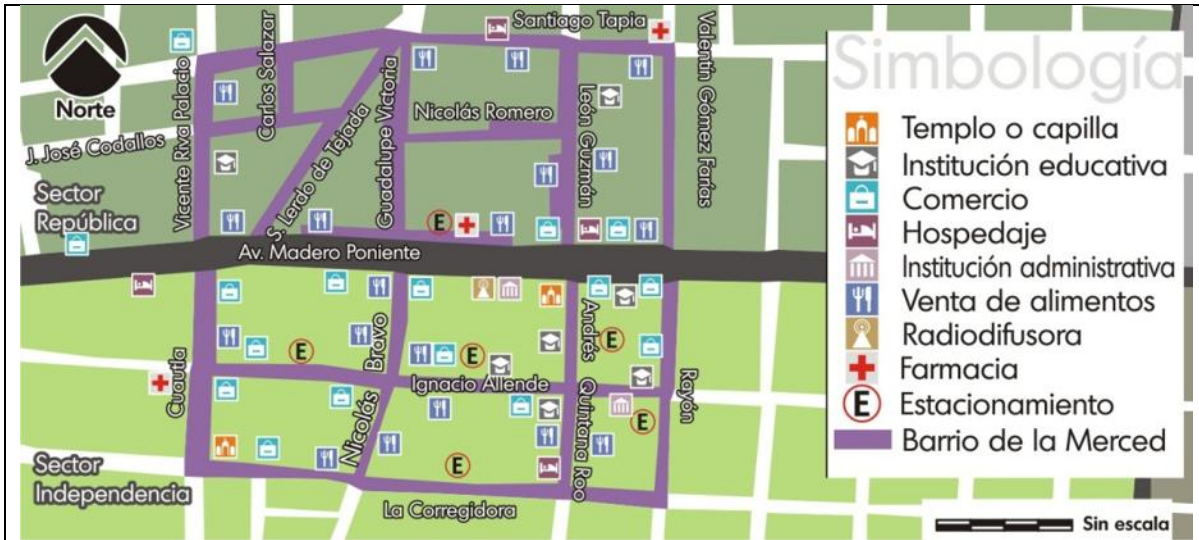 Norte
Santiago Tapia
Vicente Riva Palacio
Carlos Salazar
S. Lerdo de Tejada
Guadalupe Victoria
Nicolás Romero
León Guzmán
Valentín Gómez Farías
J. José Codallos
Sector
República
Av. Madero Poniente
E
Cuautla
Nicolás Bravo
E
E
Ignacio Allende
Andrés Quintana Roo
E
Rayón
E
E
Sector
Independencia
La Corregidora
Simbología
Templo o capilla
Institución educativa
Comercio
Hospedaje
Institución administrativa
Venta de alimentos
Radiodifusora
Farmacia
E Estacionamiento
Barrio de la Merced
Sin escala